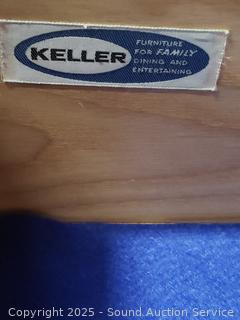 KELLER
FURNITURE
FOR FAMILY
DINING AND
ENTERTAINING
Copyright 2025 - Sound Auction Service